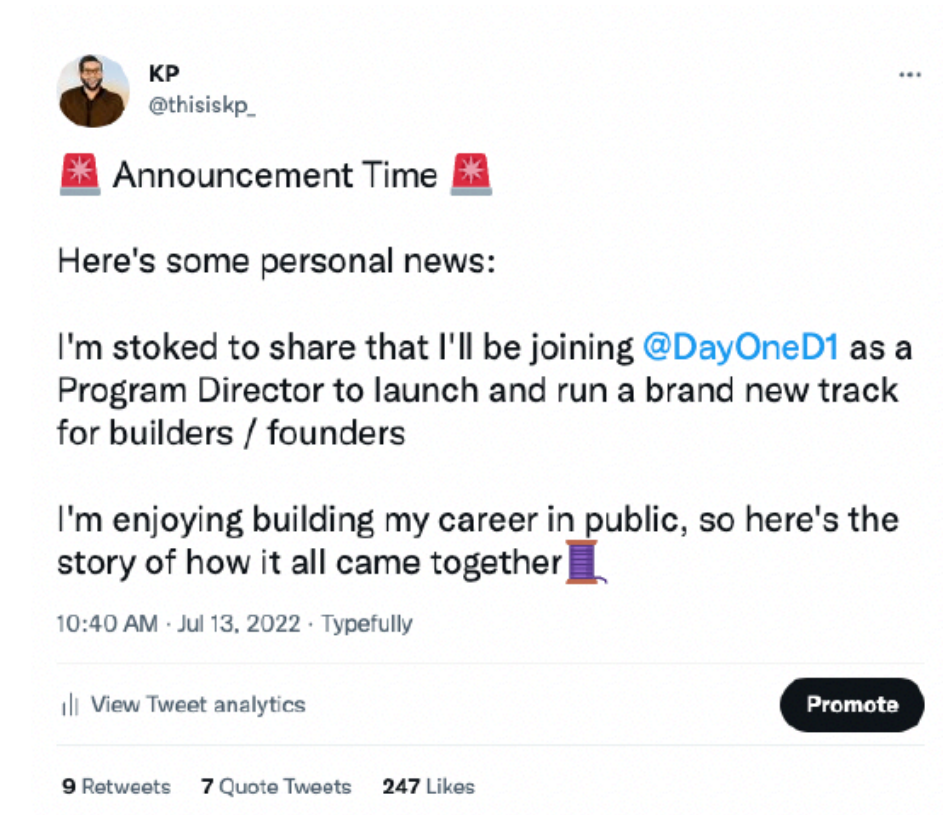 KP
@thisiskp_
🚨 Announcement Time 🚨
Here's some personal news:
I'm stoked to share that I'll be joining @DayOneD1 as a
Program Director to launch and run a brand new track
for builders / founders
I'm enjoying building my career in public, so here's the
story of how it all came together🧵
10:40 AM · Jul 13, 2022 · Typefully
View Tweet analytics
Promote
9 Retweets 7 Quote Tweets 247 Likes